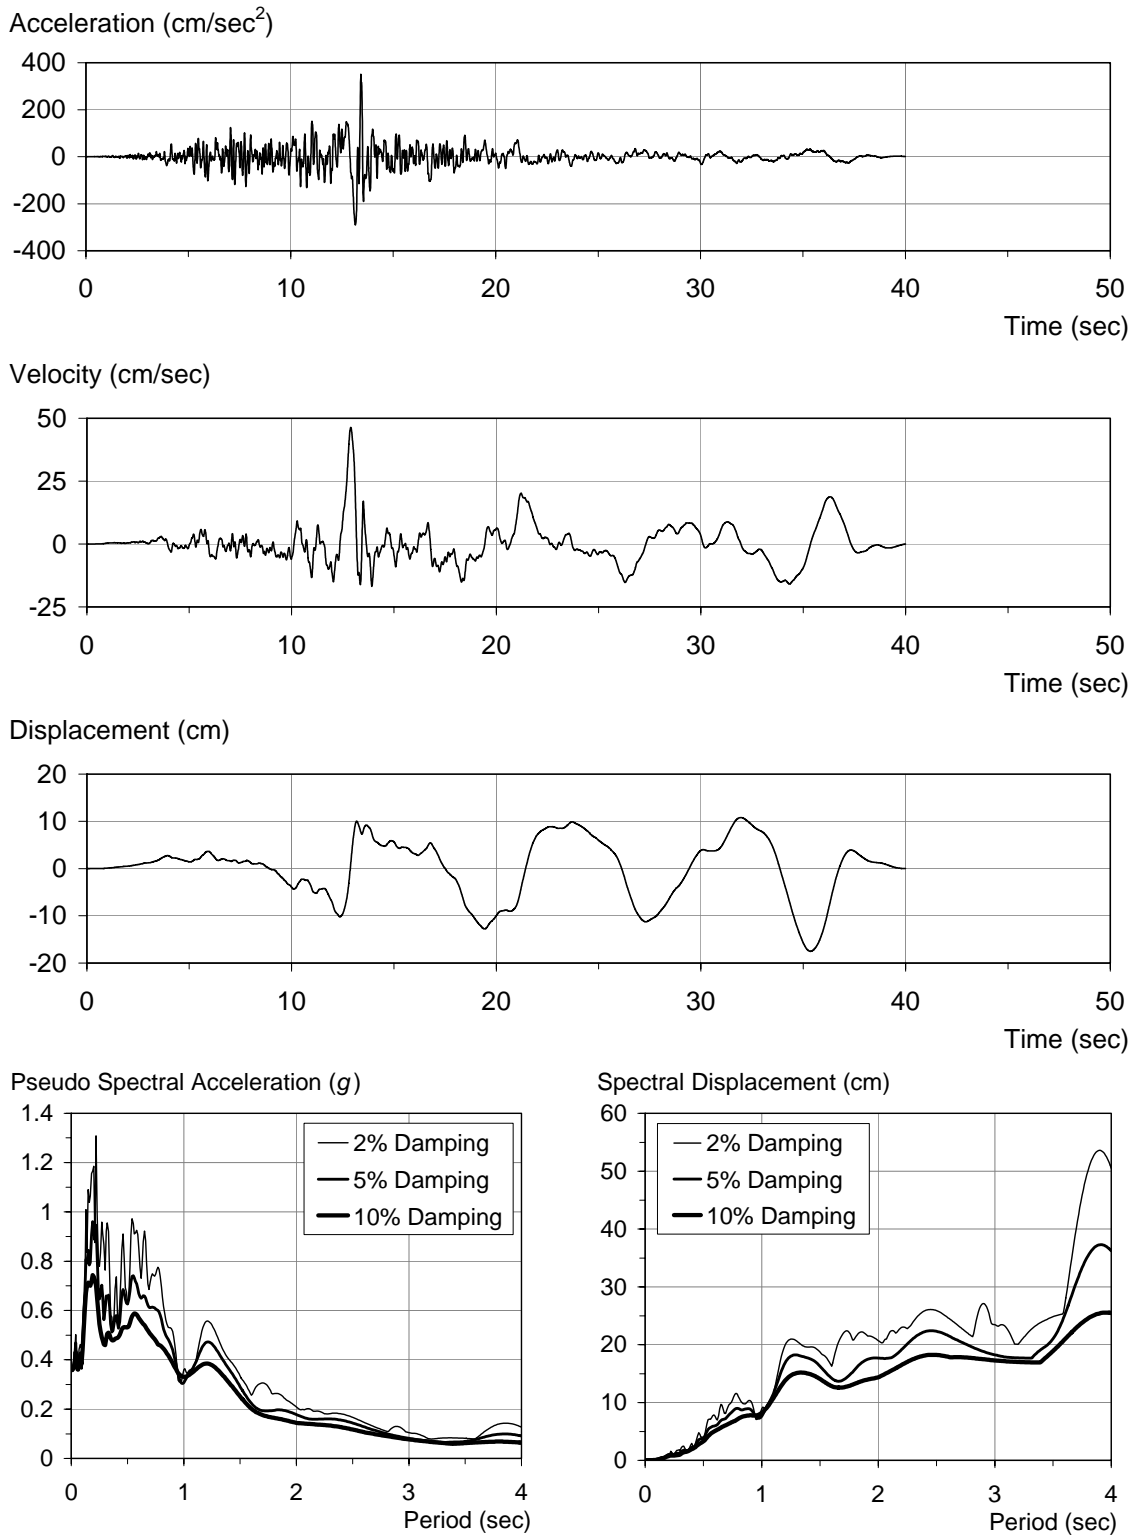 Acceleration (cm/sec2)
400
200
0
-200
-400
0 10 20 30 40 50
Time (sec)
Velocity (cm/sec)
50
25
0
-25
0 10 20 30 40 50
Time (sec)
Displacement (cm)
20
10
0
-10
-20
0 10 20 30 40 50
Time (sec)
Pseudo Spectral Acceleration (g)
1.4
1.2
1
0.8
0.6
0.4
0.2
0
2% Damping
5% Damping
10% Damping
0 1 2 3 4
Period (sec)
Spectral Displacement (cm)
60
50
40
30
20
10
0
2% Damping
5% Damping
10% Damping
0 1 2 3 4
Period (sec)